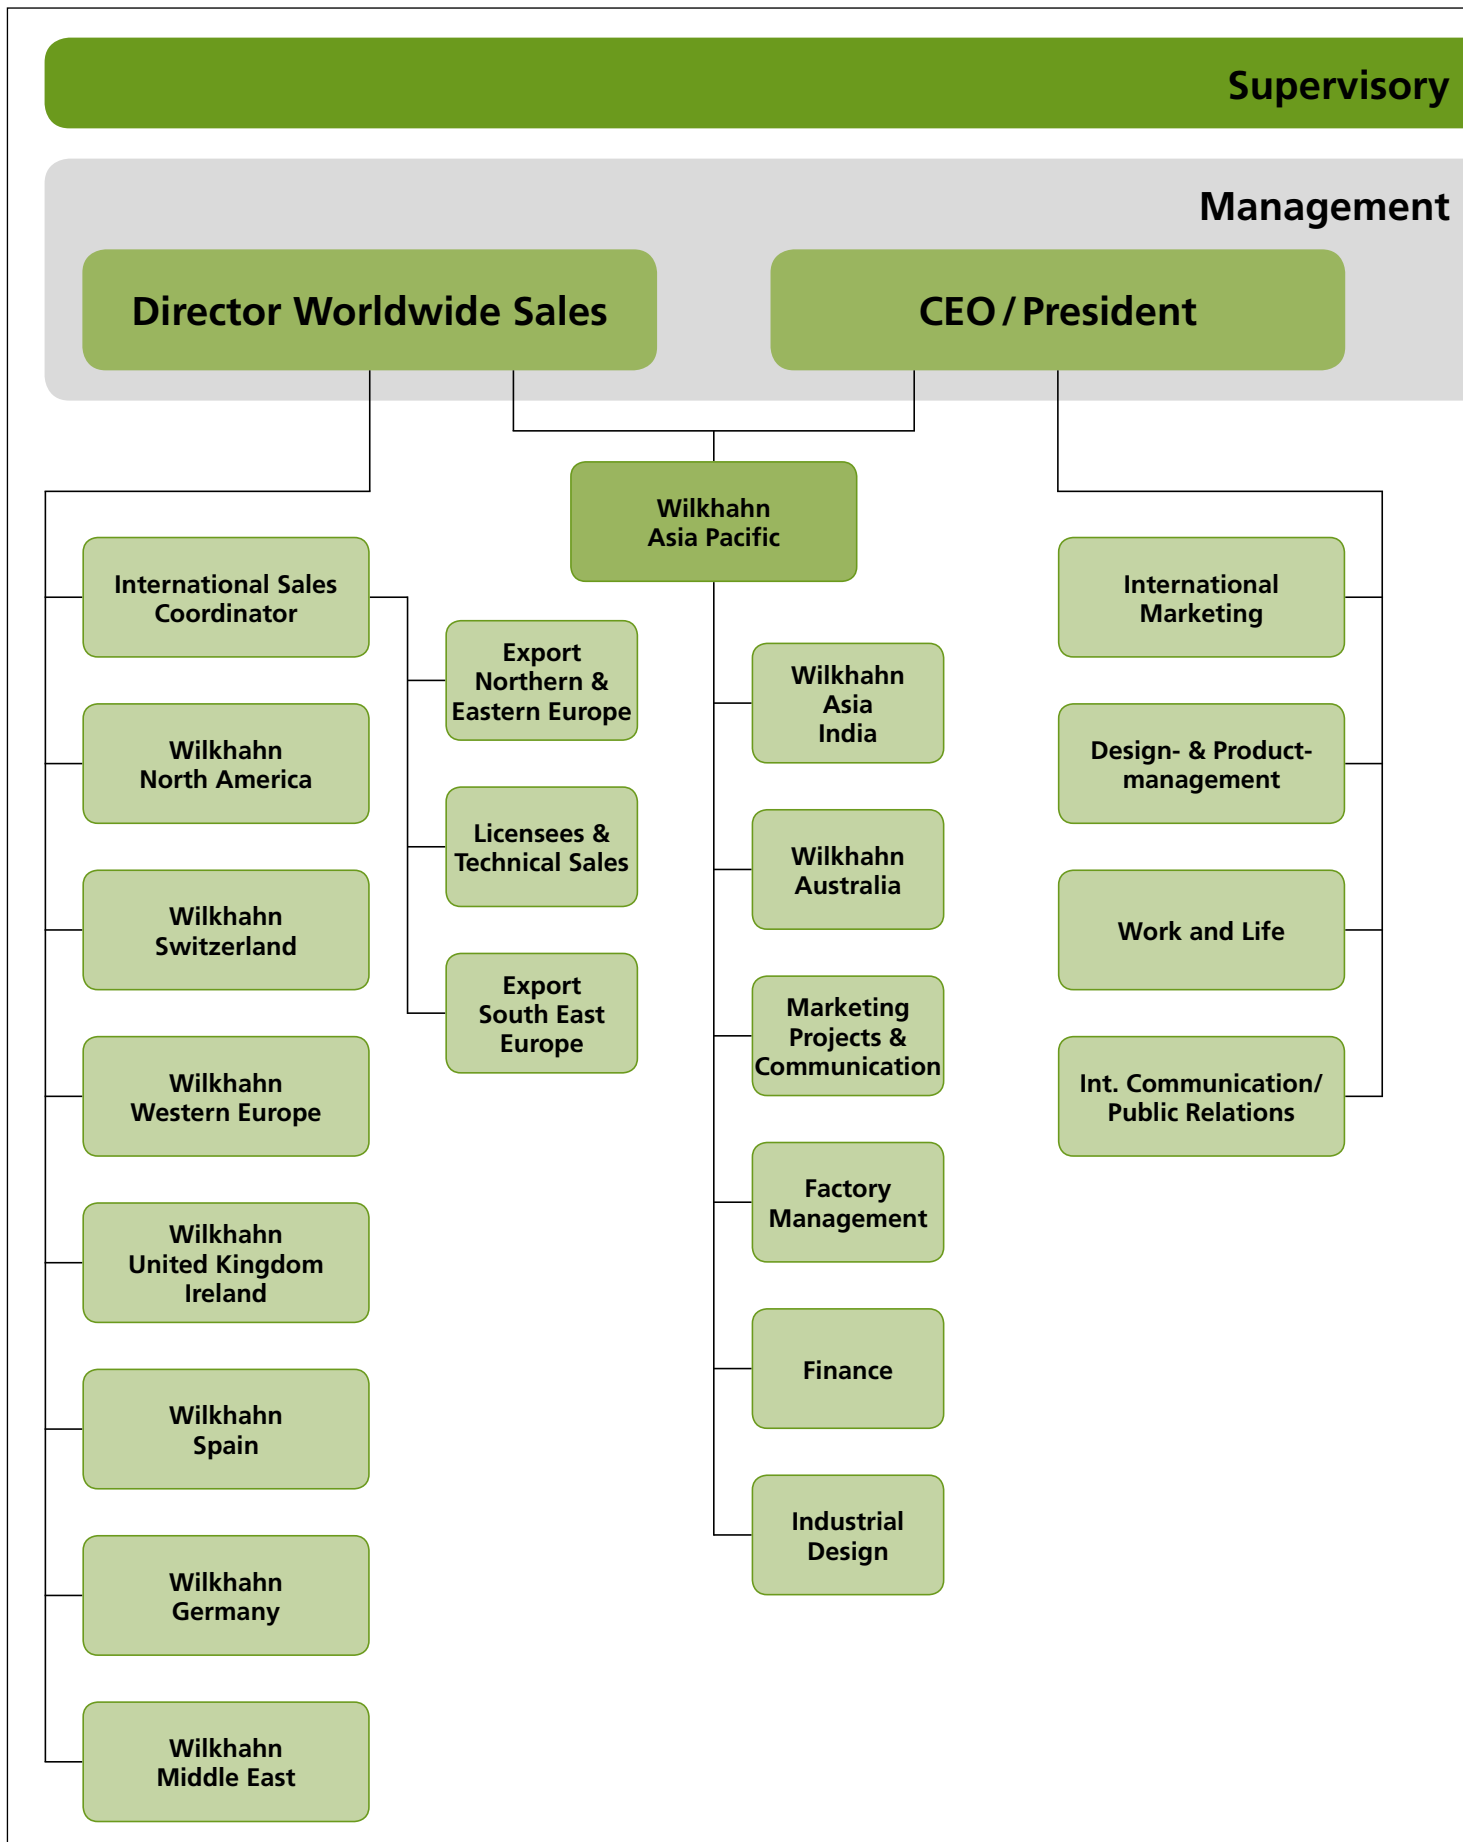 Supervisory
Management
Director Worldwide Sales
CEO / President
Wilkhahn
Asia Pacific
International Sales
Coordinator
Wilkhahn
North America
Wilkhahn
Switzerland
Wilkhahn
Western Europe
Wilkhahn
United Kingdom
Ireland
Wilkhahn
Spain
Wilkhahn
Germany
Wilkhahn
Middle East
Export
Northern &
Eastern Europe
Licensees &
Technical Sales
Export
South East
Europe
Wilkhahn
Asia
India
Wilkhahn
Australia
Marketing
Projects &
Communication
Factory
Management
Finance
Industrial
Design
International
Marketing
Design- & Product-
management
Work and Life
Int. Communication/
Public Relations